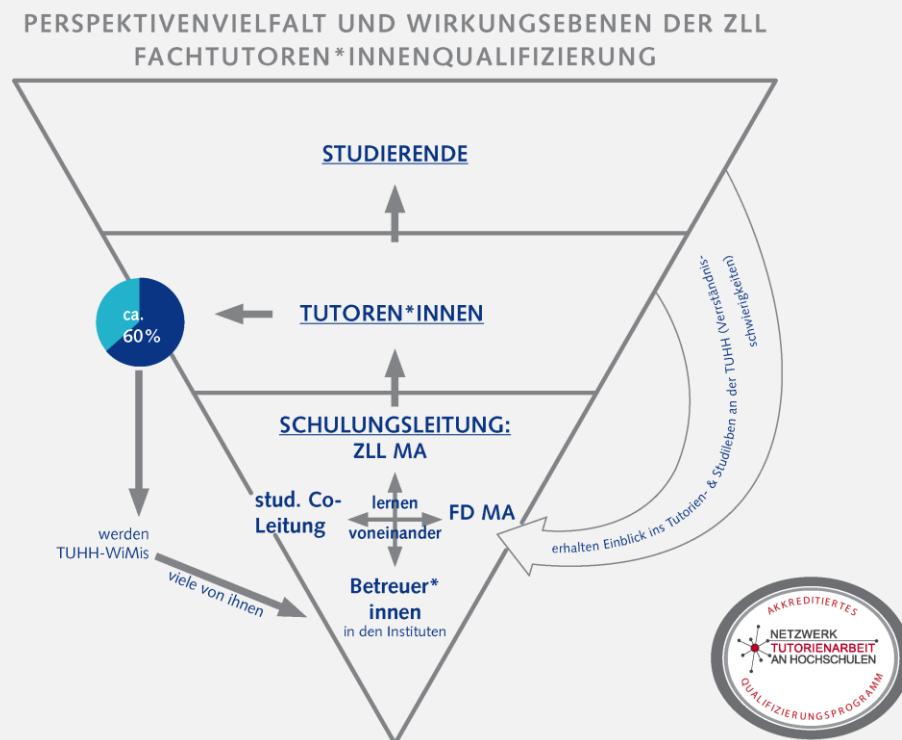 PERSPEKTIVENVIELFALT UND WIRKUNGSEBENEN DER ZLL
FACHTUTOREN*INNENQUALIFIZIERUNG
STUDIERENDE
ca.
60%
TUTOREN*INNEN
SCHULUNGSLEITUNG:
ZLL MA
stud. Co-
Leitung
lernen
voneinander
FD MA
Betreuer*
innen
in den Instituten
werden
TUHH-WiMis
viele von ihnen
erhalten Einblick ins Tutorien- & Studileben an der TUHH (Verrständnis-
schwierigkeiten)
AKKREDITIERTES
NETZWERK
TUTORIENARBEIT
AN HOCHSCHULEN
QUALIFIZIERUNGSPROGRAMM